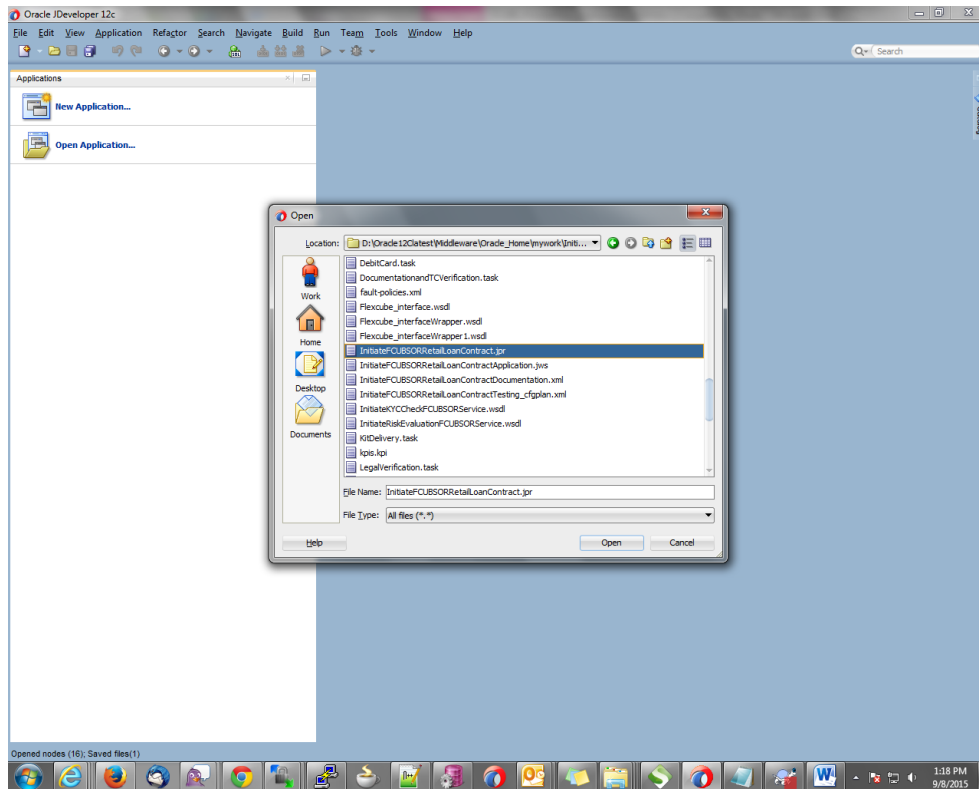 Oracle JDeveloper 12c
File Edit View Application Refactor Search Navigate Build Run Team Tools Window Help
Search
Applications
New Application...
Open Application...
Open
Location: D:\Oracle12Clatest\Middleware\Oracle_Home\mywork\Initi...
Work
Home
Desktop
Documents
DebitCard.task
DocumentationandTCVerification.task
fault-policies.xml
Flexcube_interface.wsdl
Flexcube_interfaceWrapper.wsdl
Flexcube_interfaceWrapper1.wsdl
InitiateFCUBSORRetailLoanContract.jpr
InitiateFCUBSORRetailLoanContractApplication.jws
InitiateFCUBSORRetailLoanContractDocumentation.xml
InitiateFCUBSORRetailLoanContractTesting_cfgplan.xml
InitiateKYCCheckFCUBSORService.wsdl
InitiateRiskEvaluationFCUBSORService.wsdl
KitDelivery.task
kpis.kpi
LegalVerification.task
File Name: InitiateFCUBSORRetailLoanContract.jpr
File Type: All files (*.*)
Help
Open
Cancel
Opened nodes (16); Saved files(1)
1:18 PM
9/8/2015